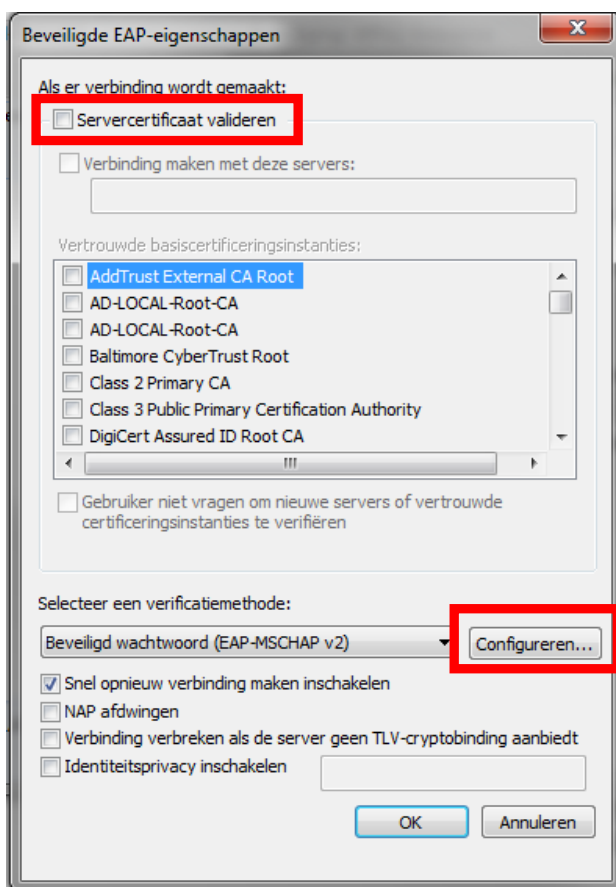 Beveiligde EAP-eigenschappen
Als er verbinding wordt gemaakt:
Servercertificaat valideren
Verbinding maken met deze servers:
Vertrouwde basiscertificeringsinstanties:
AddTrust External CA Root
AD-LOCAL-Root-CA
AD-LOCAL-Root-CA
Baltimore CyberTrust Root
Class 2 Primary CA
Class 3 Public Primary Certification Authority
DigiCert Assured ID Root CA
Gebruiker niet vragen om nieuwe servers of vertrouwde
certificeringsinstanties te verifiëren
Selecteer een verificatiemethode:
Beveiligd wachtwoord (EAP-MSCHAP v2)
Configureren...
Snel opnieuw verbinding maken inschakelen
NAP afdwingen
Verbinding verbreken als de server geen TLV-cryptobinding aanbiedt
Identiteitsprivacy inschakelen
OK
Annuleren